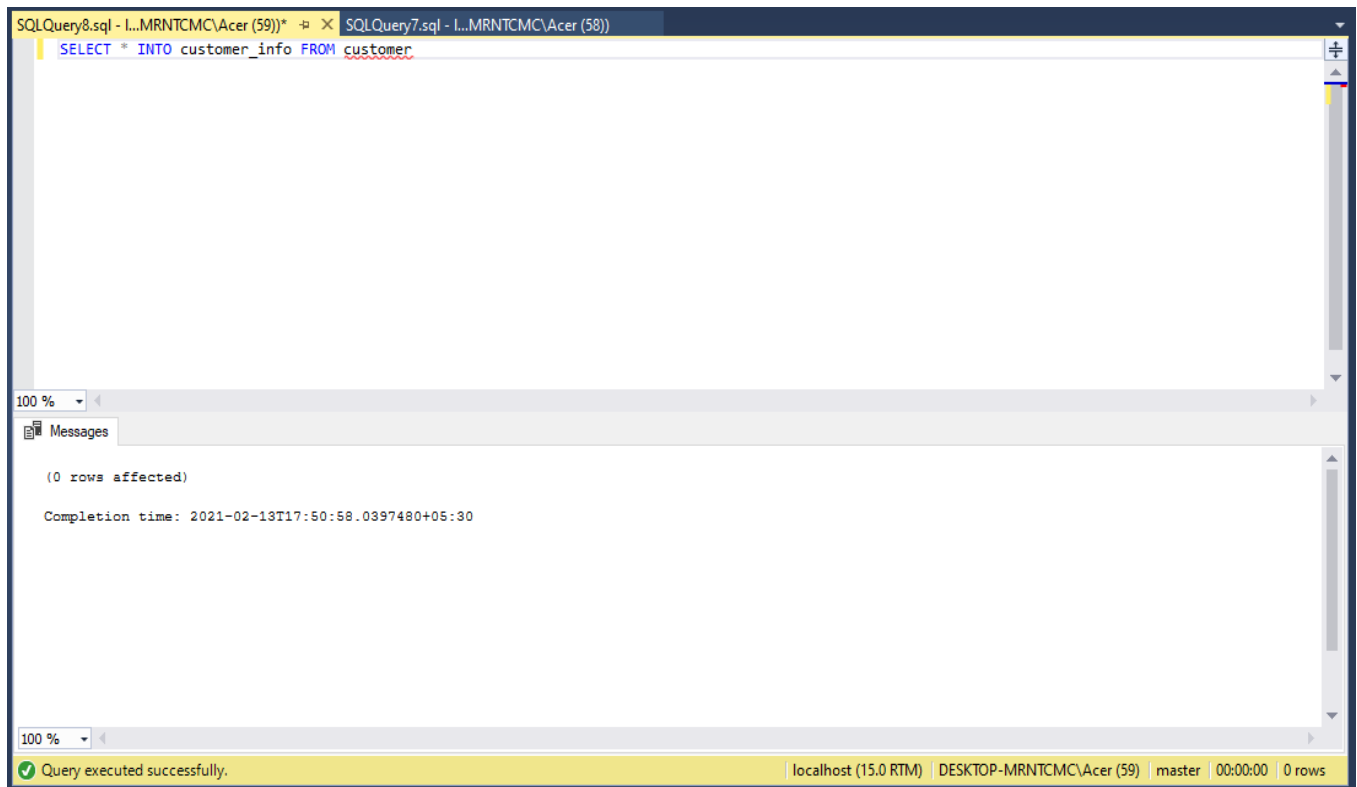 SQLQuery8.sql - l...MRNTCMC\Acer (59))* SQLQuery7.sql - l...MRNTCMC\Acer (58))
SELECT * INTO customer_info FROM customer
100 %
Messages
(0 rows affected)
Completion time: 2021-02-13T17:50:58.0397480+05:30
100 %
Query executed successfully. localhost (15.0 RTM) DESKTOP-MRNTCMC\Acer (59) master 00:00:00 0 rows